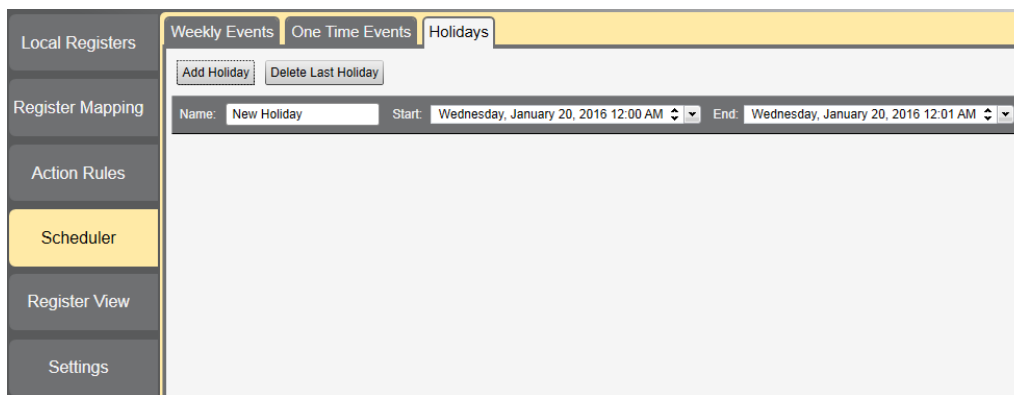 Local Registers
Register Mapping
Action Rules
Scheduler
Register View
Settings
Weekly Events One Time Events Holidays
Add Holiday Delete Last Holiday
Name: New Holiday Start: Wednesday, January 20, 2016 12:00 AM End: Wednesday, January 20, 2016 12:01 AM